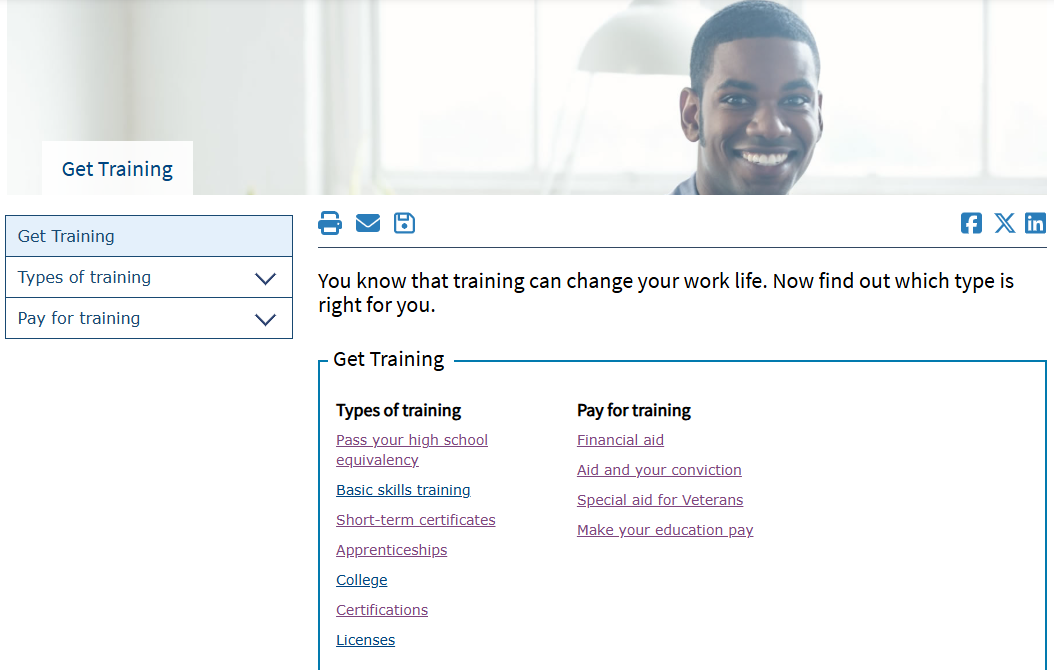 Get Training
Get Training
Types of training
Pay for training
You know that training can change your work life. Now find out which type is
right for you.
Get Training
Types of training
Pass your high school
equivalency
Basic skills training
Short-term certificates
Apprenticeships
College
Certifications
Licenses
Pay for training
Financial aid
Aid and your conviction
Special aid for Veterans
Make your education pay